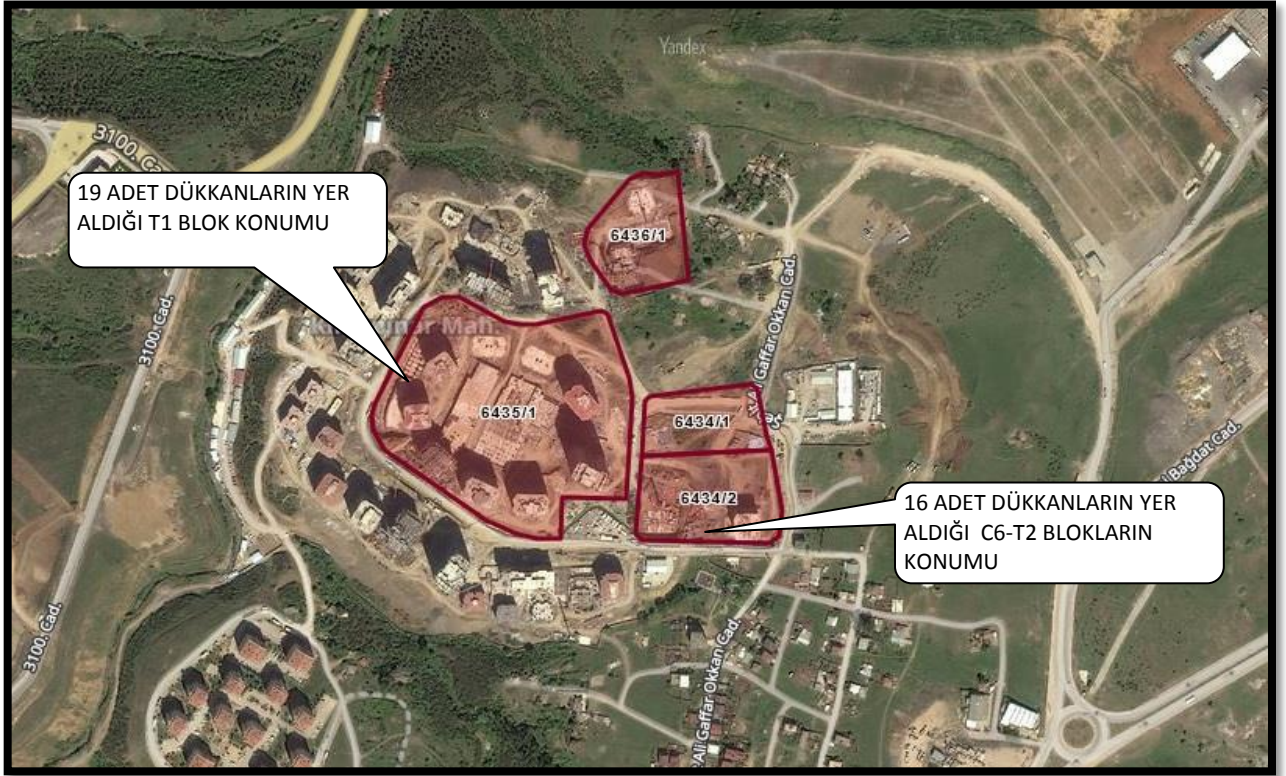 Yandex
3100. Ca
19 ADET DÜKKANLARIN YER
ALDIĞI T1 BLOK KONUMU
6436/1
3100. Cad.
Mah.
Ali Gaffar Okkan Cad.
6435/1
6434/1
6434/2
Bağdat Cad.
16 ADET DÜKKANLARIN YER
ALDIĞI C6-T2 BLOKLARIN
KONUMU
3100. Cad.
Ali Gaffar Okkan Cad.